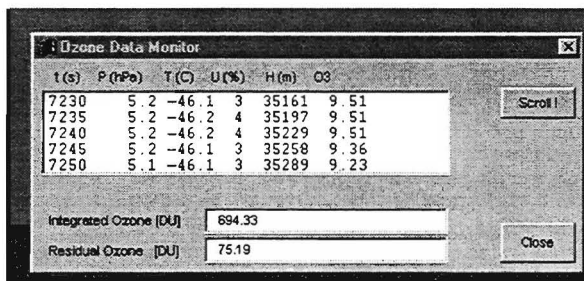 Ozone Data Monitor
t (s) P (hPa) T (C) U (%) H (m) O3
7230 5.2 -46.1 3 35161 9.51
7235 5.2 -46.2 4 35197 9.51
7240 5.2 -46.2 4 35229 9.51
7245 5.2 -46.1 3 35258 9.36
7250 5.1 -46.1 3 35289 9.23
Scroll !
Integrated Ozone [DU] 694.33
Residual Ozone [DU] 75.19
Close